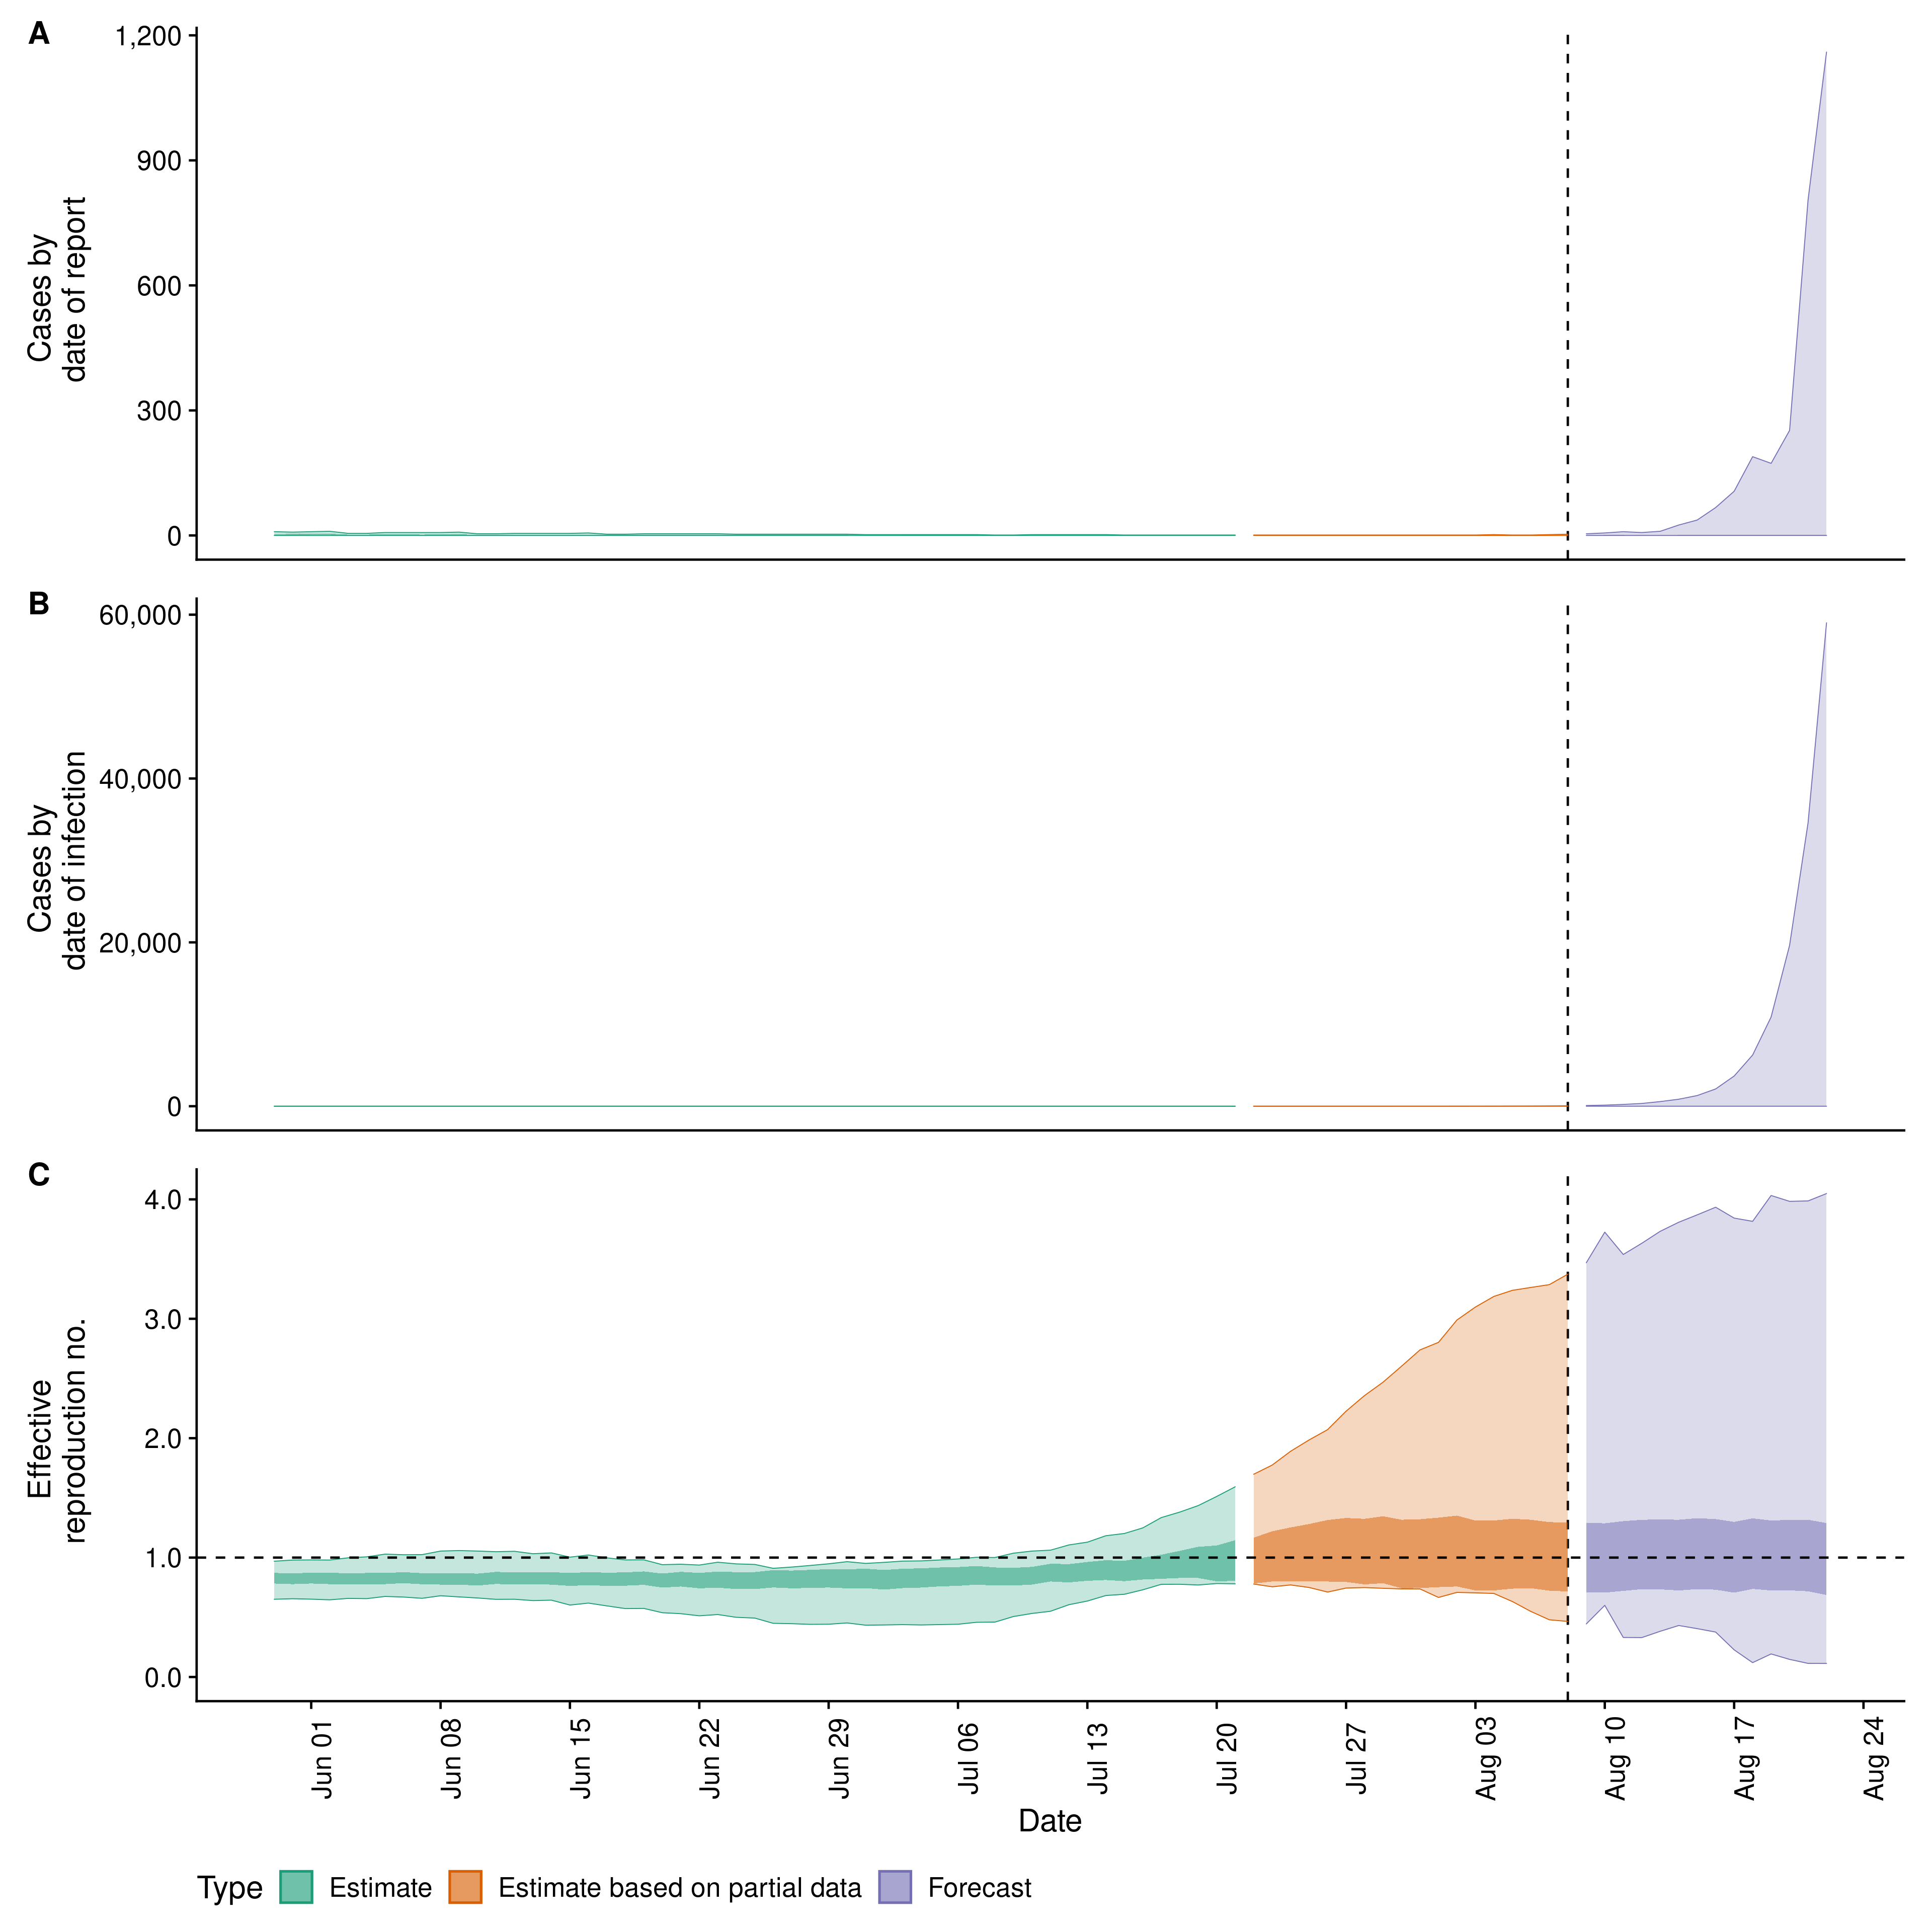 A
1,200
900
600
300
0
Cases by
date of report
B
60,000
40,000
20,000
0
Cases by
date of infection
C
4.0
3.0
2.0
1.0
0.0
Effective
reproduction no.
Jun 01
Jun 08
Jun 15
Jun 22
Jun 29
Jul 06
Jul 13
Jul 20
Jul 27
Aug 03
Aug 10
Aug 17
Aug 24
Date
Type
Estimate
Estimate based on partial data
Forecast